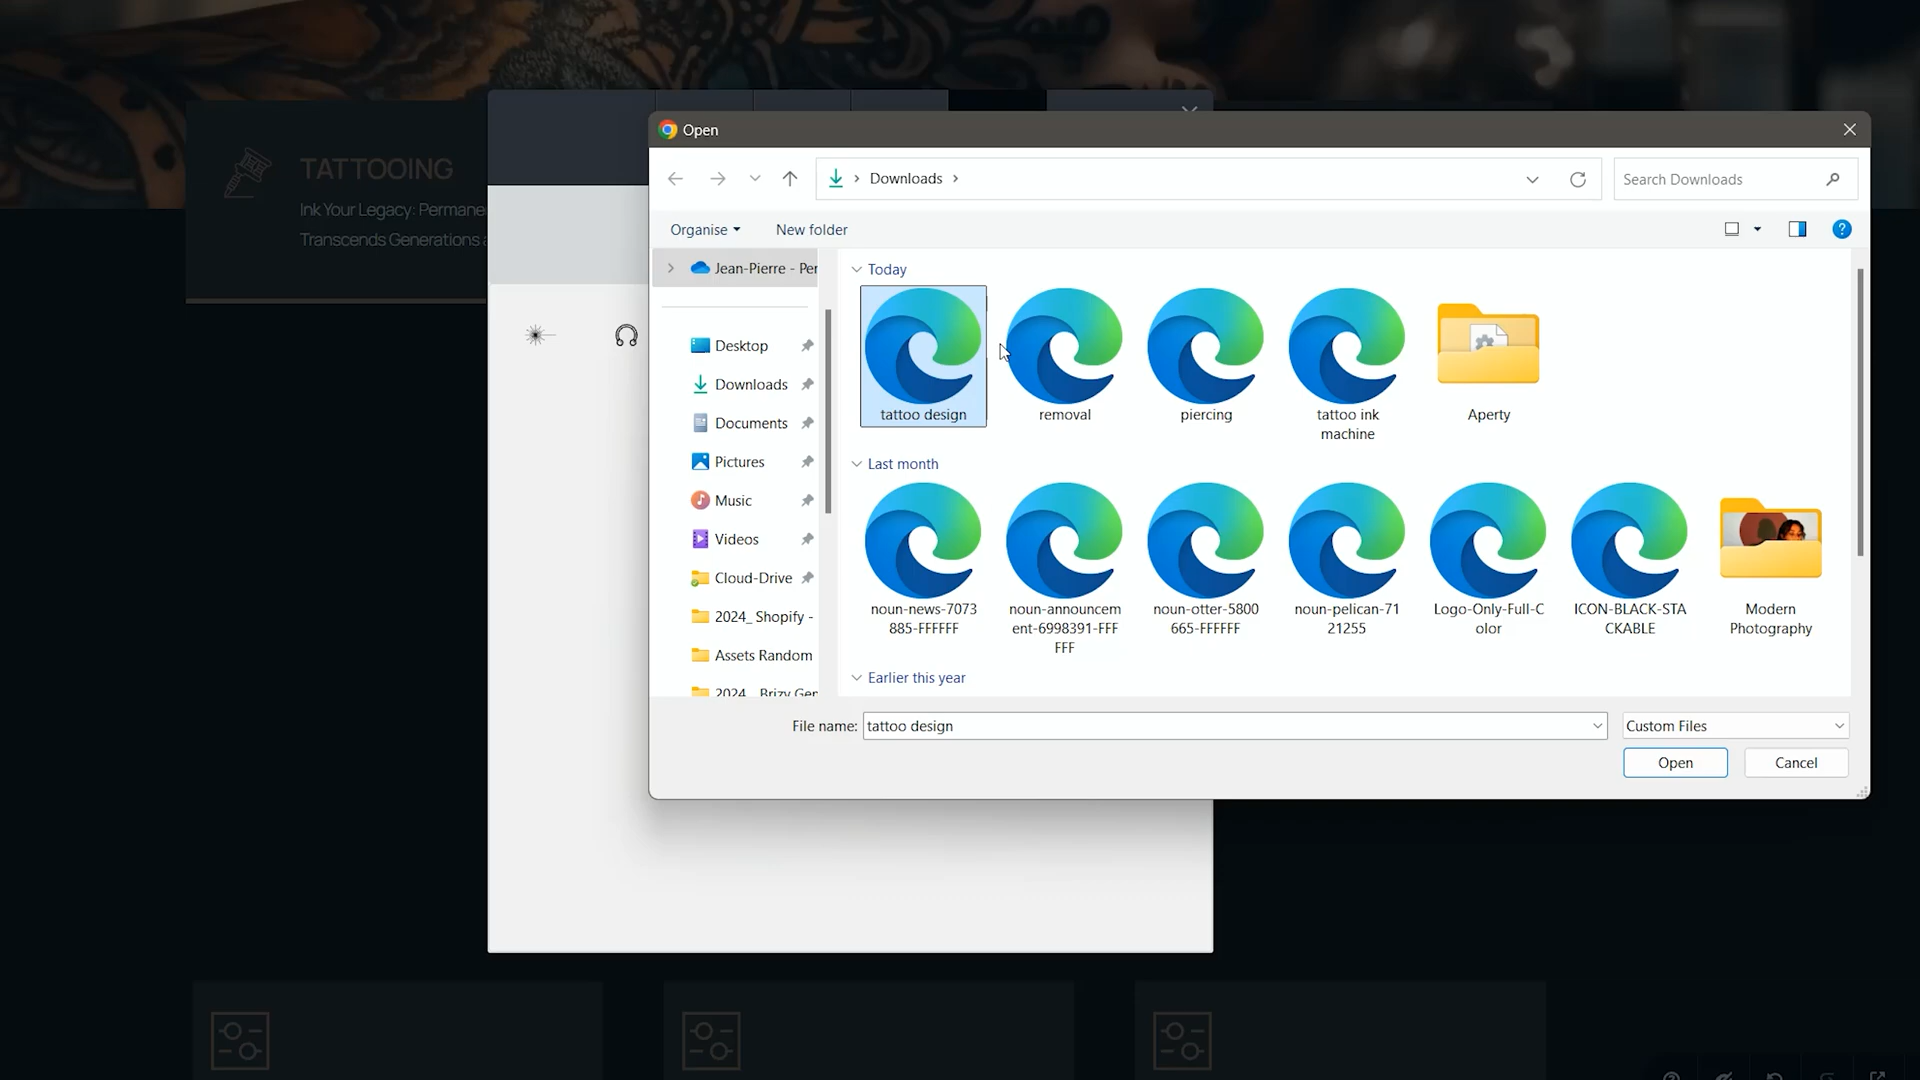 TATTOOING
Ink Your Legacy: Permane
Transcends Generations a
Open
Downloads
Search Downloads
Organise
New folder
Jean-Pierre - Per
Desktop
Downloads
Documents
Pictures
Music
Videos
Cloud-Drive
2024_ Shopify -
Assets Random
2024_ Brizy Gen
Today
tattoo design
removal
piercing
tattoo ink
machine
Aperty
Last month
noun-news-7073
885-FFFFFF
noun-announcem
ent-6998391-FFF
FFF
noun-otter-5800
665-FFFFFF
noun-pelican-71
21255
Logo-Only-Full-C
olor
ICON-BLACK-STA
CKABLE
Modern
Photography
Earlier this year
File name:
tattoo design
Custom Files
Open
Cancel